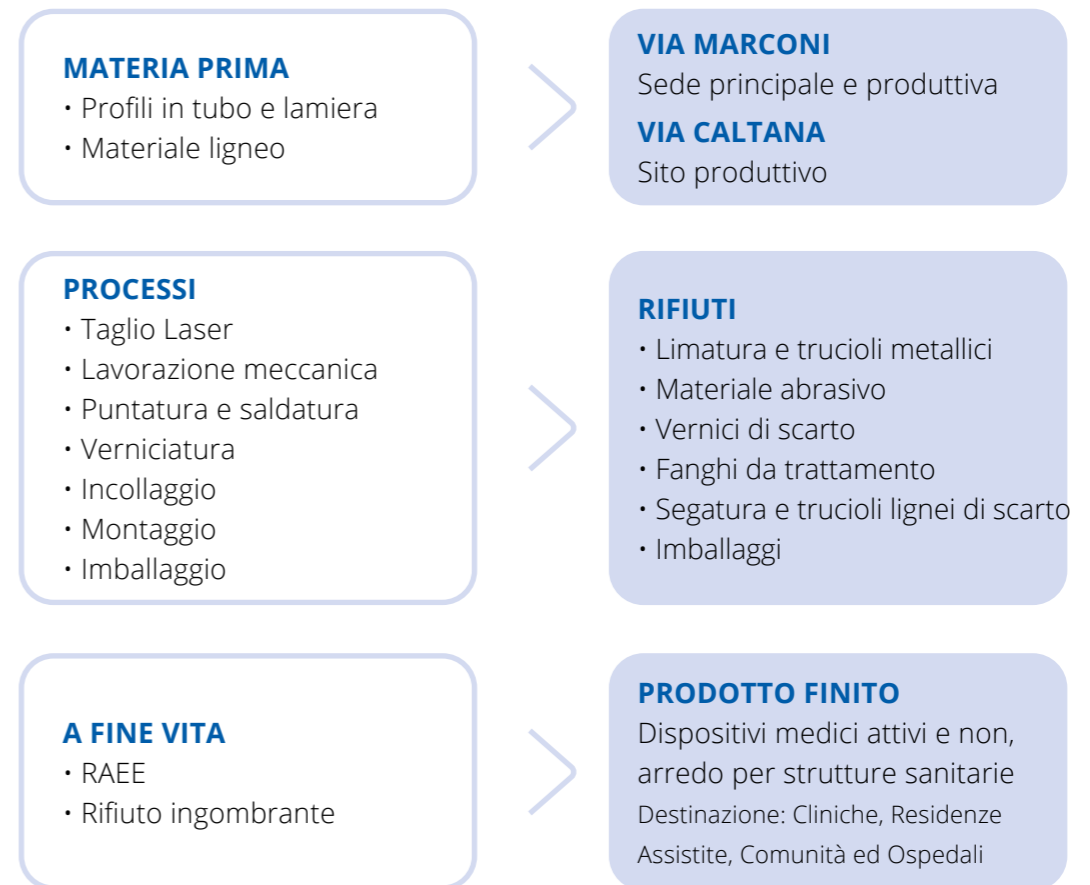 MATERIA PRIMA
• Profili in tubo e lamiera
• Materiale ligneo
VIA MARCONI
Sede principale e produttiva
VIA CALTANA
Sito produttivo
PROCESSI
• Taglio Laser
• Lavorazione meccanica
• Puntatura e saldatura
• Verniciatura
• Incollaggio
• Montaggio
• Imballaggio
RIFIUTI
• Limatura e trucioli metallici
• Materiale abrasivo
• Vernici di scarto
• Fanghi da trattamento
• Segatura e trucioli lignei di scarto
• Imballaggi
A FINE VITA
• RAEE
• Rifiuto ingombrante
PRODOTTO FINITO
Dispositivi medici attivi e non,
arredo per strutture sanitarie
Destinazione: Cliniche, Residenze
Assistite, Comunità ed Ospedali